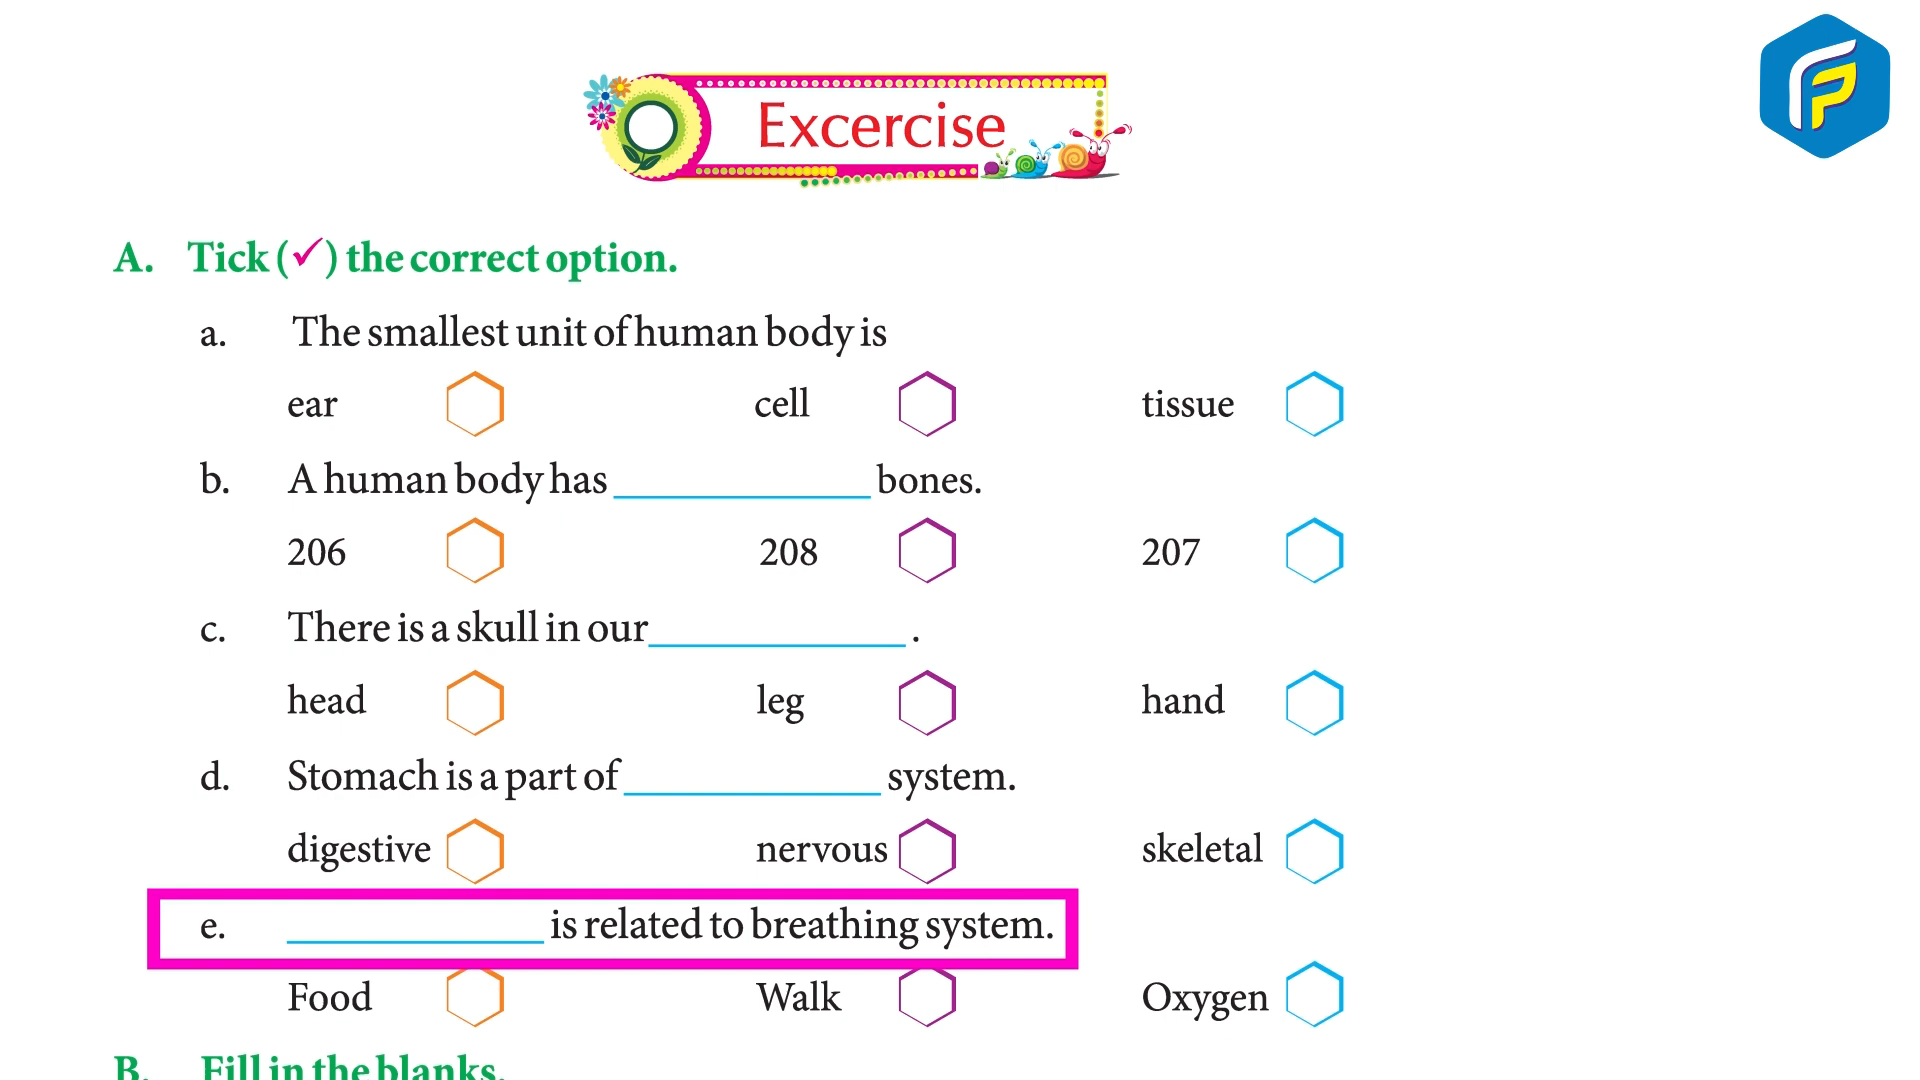 Excercise
A. Tick (✓) the correct option.
a. The smallest unit of human body is
ear cell tissue
b. A human body has ____________ bones.
206 208 207
c. There is a skull in our ____________ .
head leg hand
d. Stomach is a part of ____________ system.
digestive nervous skeletal
e. ____________ is related to breathing system.
Food Walk Oxygen
B. Fill in the blanks.